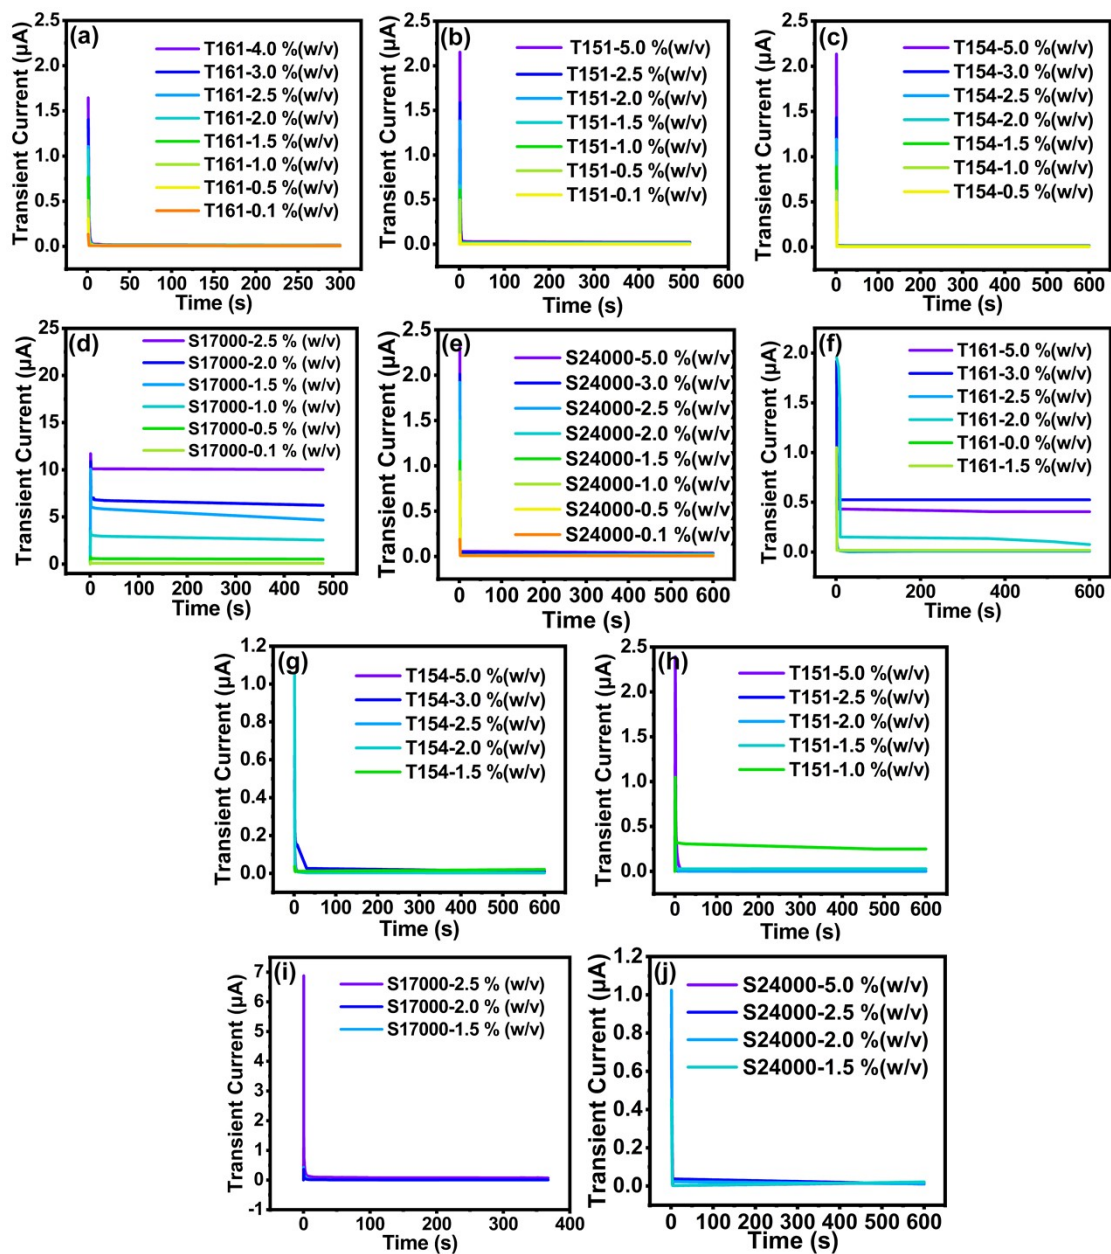 (a)
Transient Current (μA)
2.5
2.0
1.5
1.0
0.5
0.0
T161-4.0 %(w/v)
T161-3.0 %(w/v)
T161-2.5 %(w/v)
T161-2.0 %(w/v)
T161-1.5 %(w/v)
T161-1.0 %(w/v)
T161-0.5 %(w/v)
T161-0.1 %(w/v)
0 50 100 150 200 250 300
Time (s)
(b)
Transient Current (μA)
2.5
2.0
1.5
1.0
0.5
0.0
T151-5.0 %(w/v)
T151-2.5 %(w/v)
T151-2.0 %(w/v)
T151-1.5 %(w/v)
T151-1.0 %(w/v)
T151-0.5 %(w/v)
T151-0.1 %(w/v)
0 100 200 300 400 500 600
Time (s)
(c)
Transient Current (μA)
2.5
2.0
1.5
1.0
0.5
0.0
T154-5.0 %(w/v)
T154-3.0 %(w/v)
T154-2.5 %(w/v)
T154-2.0 %(w/v)
T154-1.5 %(w/v)
T154-1.0 %(w/v)
T154-0.5 %(w/v)
0 100 200 300 400 500 600
Time (s)
(d)
Transient Current (μA)
25
20
15
10
5
0
S17000-2.5 % (w/v)
S17000-2.0 % (w/v)
S17000-1.5 % (w/v)
S17000-1.0 % (w/v)
S17000-0.5 % (w/v)
S17000-0.1 % (w/v)
0 100 200 300 400 500
Time (s)
(e)
Transient Current (μA)
2.5
2.0
1.5
1.0
0.5
0.0
S24000-5.0 %(w/v)
S24000-3.0 %(w/v)
S24000-2.5 %(w/v)
S24000-2.0 %(w/v)
S24000-1.5 %(w/v)
S24000-1.0 %(w/v)
S24000-0.5 %(w/v)
S24000-0.1 %(w/v)
0 100 200 300 400 500 600
Time (s)
(f)
Transient Current (μA)
2.0
1.5
1.0
0.5
0.0
T161-5.0 %(w/v)
T161-3.0 %(w/v)
T161-2.5 %(w/v)
T161-2.0 %(w/v)
T161-0.0 %(w/v)
T161-1.5 %(w/v)
0 100 200 300 400 500 600
Time (s)
(g)
Transient Current (μA)
1.2
1.0
0.8
0.6
0.4
0.2
0.0
T154-5.0 %(w/v)
T154-3.0 %(w/v)
T154-2.5 %(w/v)
T154-2.0 %(w/v)
T154-1.5 %(w/v)
0 100 200 300 400 500 600
Time (s)
(h)
Transient Current (μA)
2.5
2.0
1.5
1.0
0.5
0.0
T151-5.0 %(w/v)
T151-2.5 %(w/v)
T151-2.0 %(w/v)
T151-1.5 %(w/v)
T151-1.0 %(w/v)
0 100 200 300 400 500 600
Time (s)
(i)
Transient Current (μA)
7
6
5
4
3
2
1
0
-1
S17000-2.5 % (w/v)
S17000-2.0 % (w/v)
S17000-1.5 % (w/v)
0 100 200 300 400
Time (s)
(j)
Transient Current (μA)
1.2
1.0
0.8
0.6
0.4
0.2
0.0
S24000-5.0 %(w/v)
S24000-2.5 %(w/v)
S24000-2.0 %(w/v)
S24000-1.5 %(w/v)
0 100 200 300 400 500 600
Time (s)